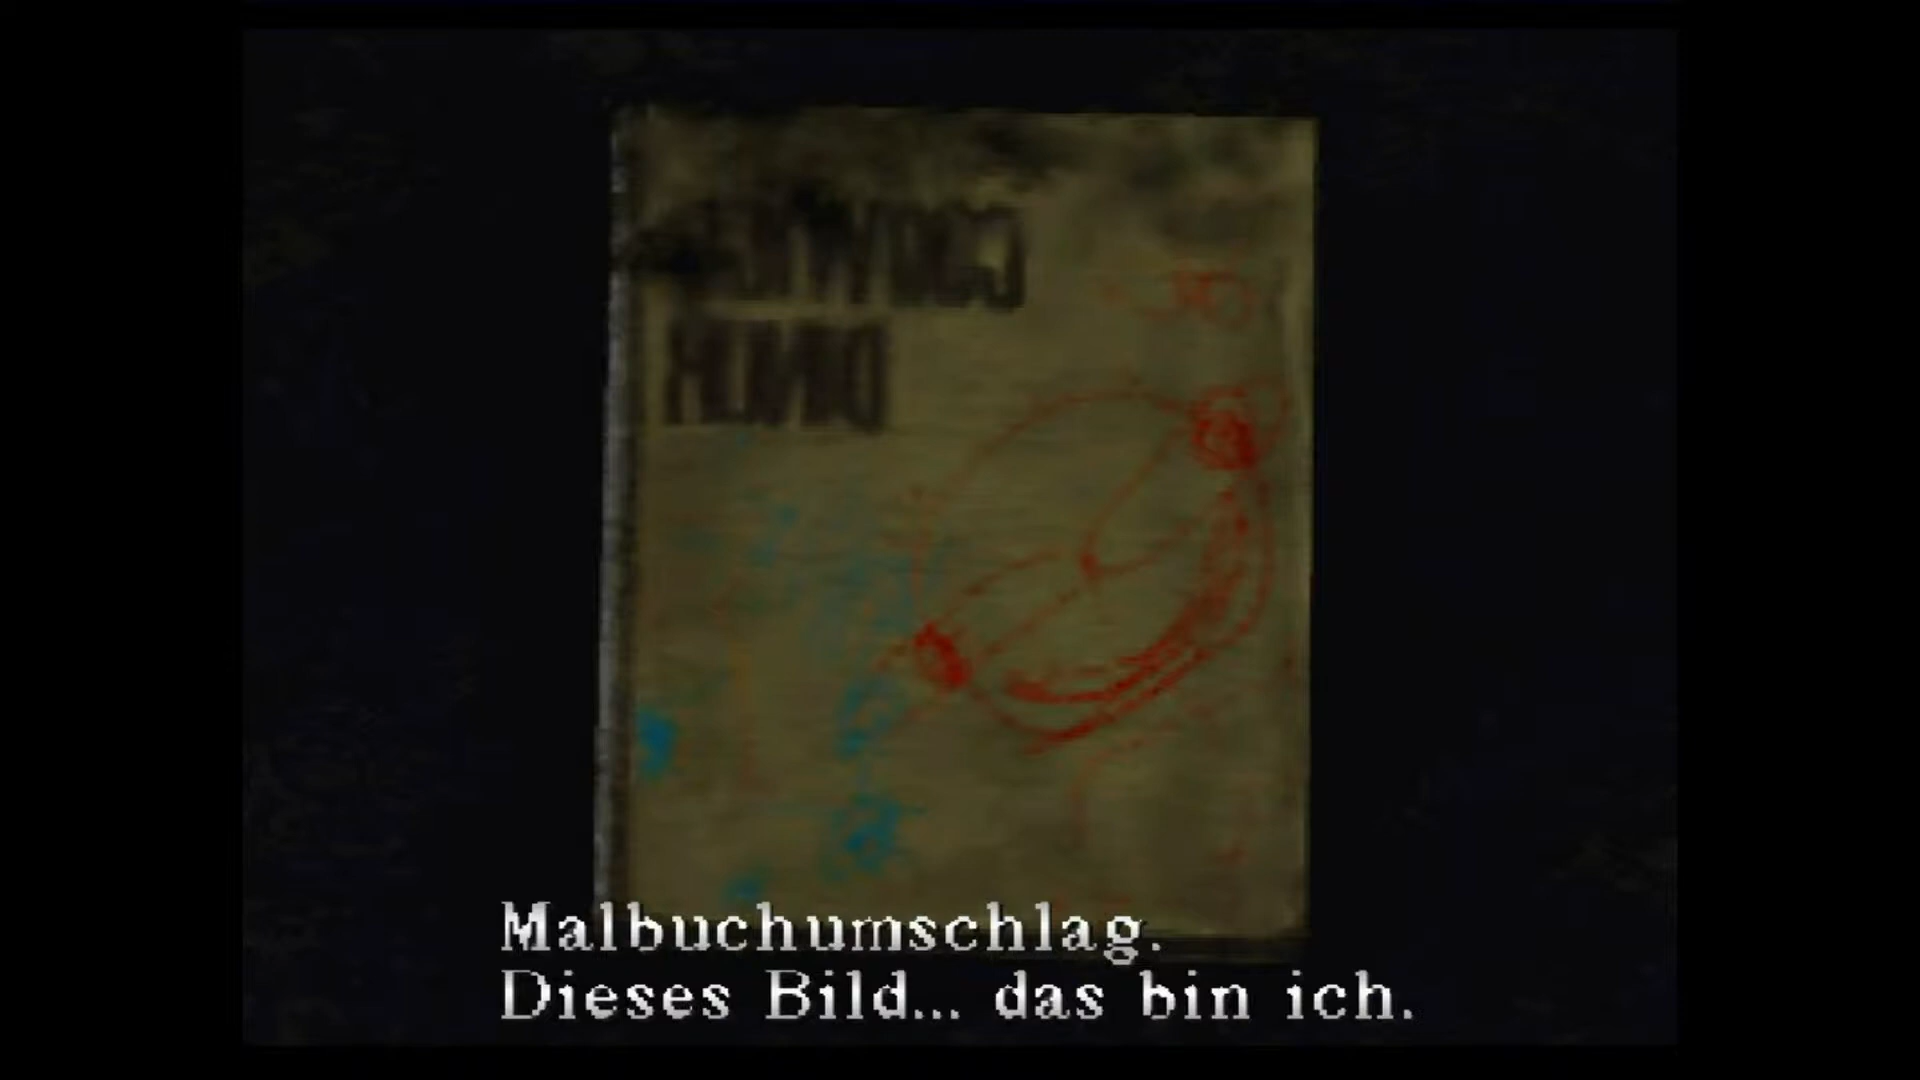 Malbuchumschlag.
Dieses Bild... das bin ich.